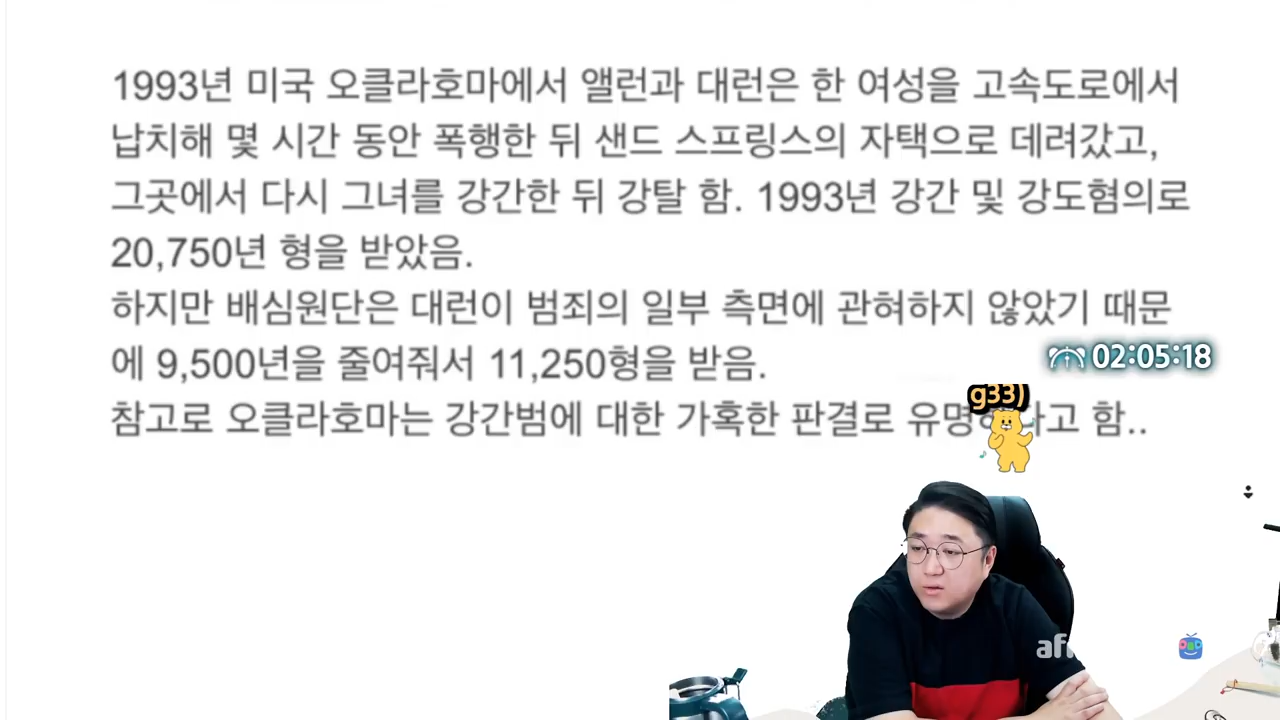 1993년 미국 오클라호마에서 앨런과 대런은 한 여성을 고속도로에서
납치해 몇 시간 동안 폭행한 뒤 샌드 스프링스의 자택으로 데려갔고,
그곳에서 다시 그녀를 강간한 뒤 강탈 함. 1993년 강간 및 강도혐의로
20,750년 형을 받았음.
하지만 배심원단은 대런이 범죄의 일부 측면에 관혀하지 않았기 때문
에 9,500년을 줄여줘서 11,250형을 받음.
02:05:18
g33)
참고로 오클라호마는 강간범에 대한 가혹한 판결로 함..